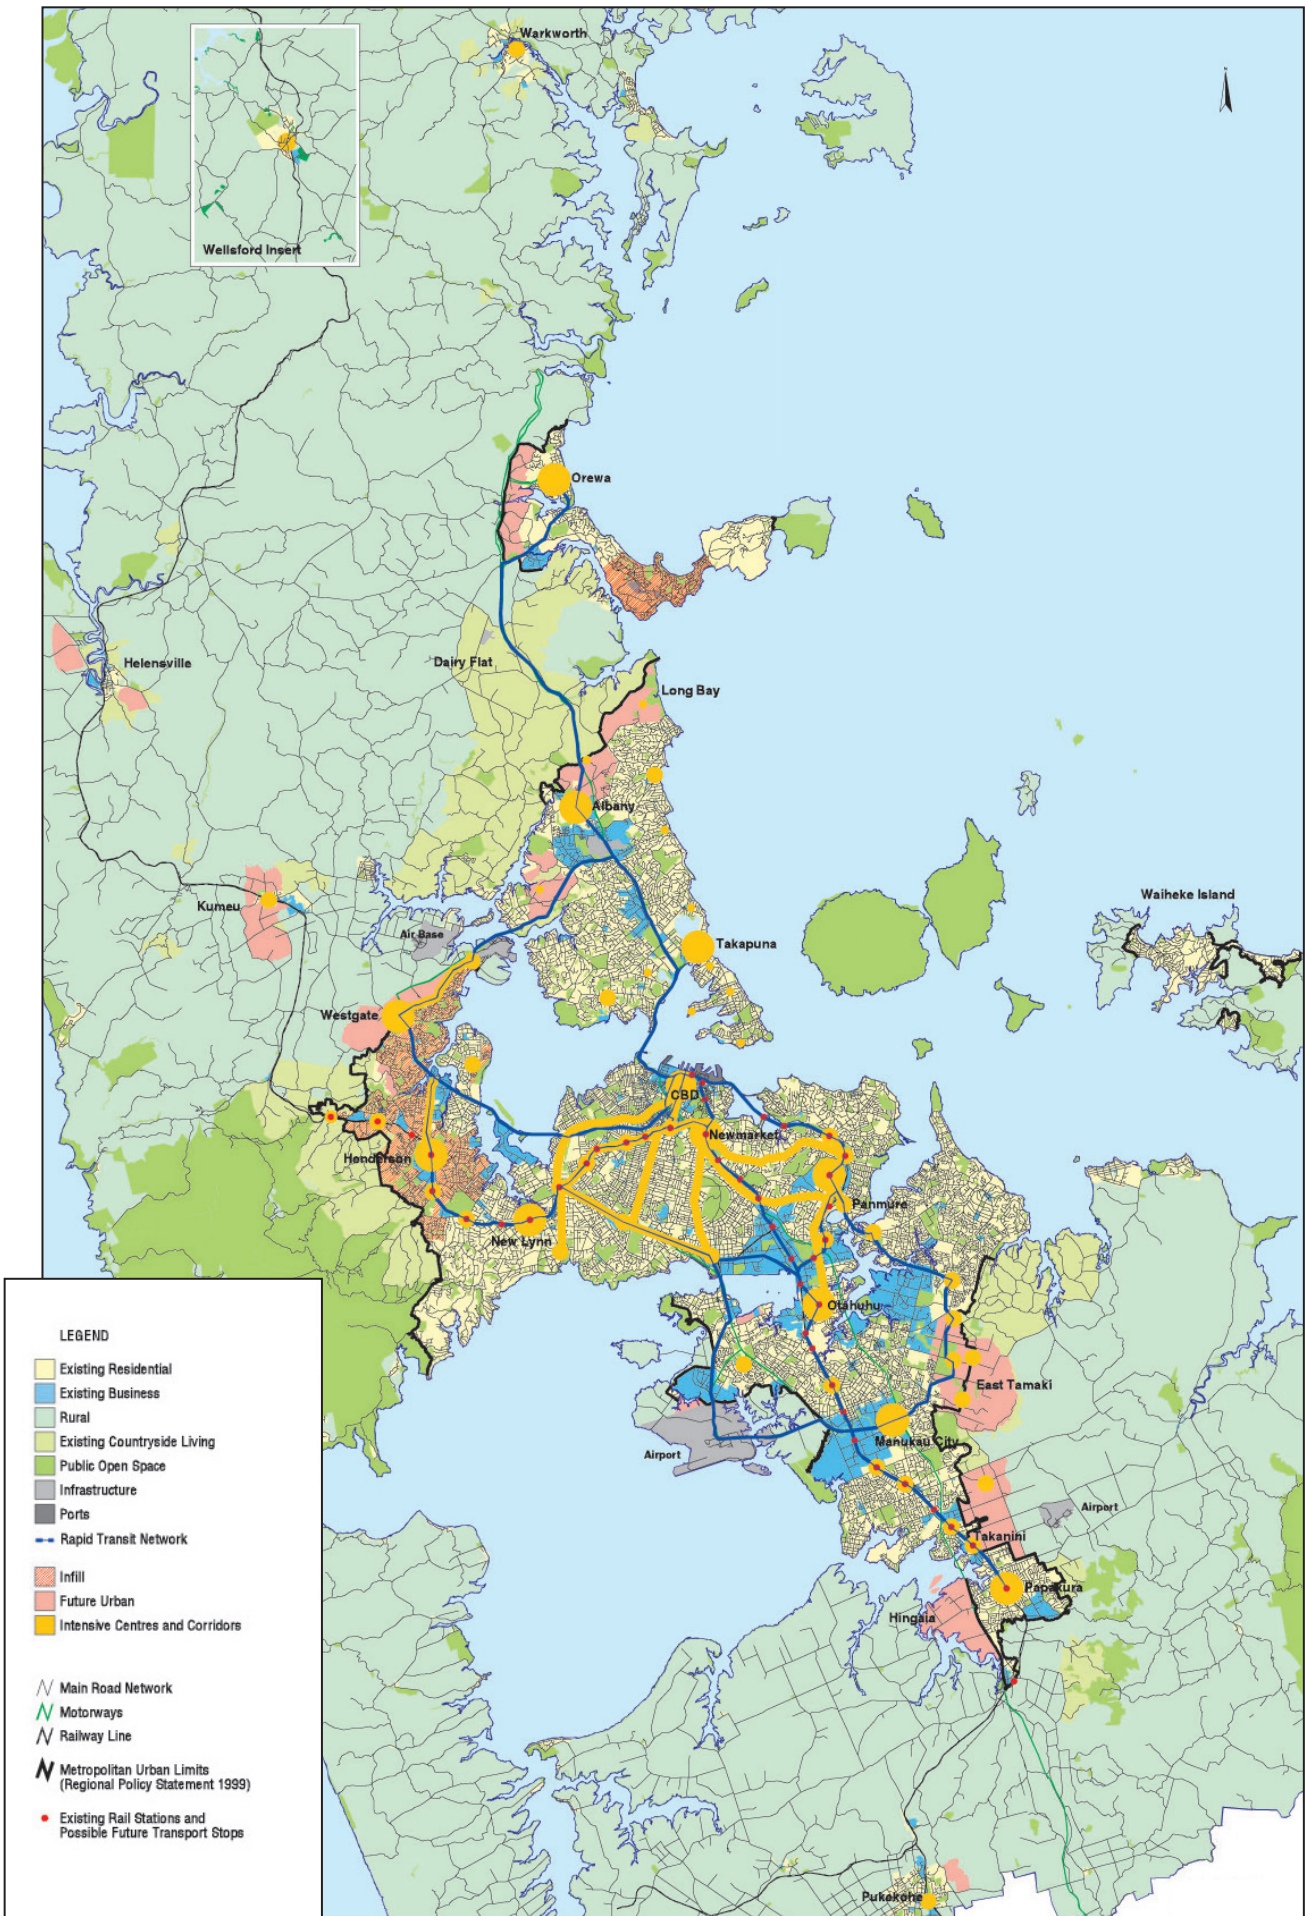 Warkworth
Wellsford Insert
Orewa
Helensville
Dairy Flat
Long Bay
Albany
Kumeu
Air Base
Takapuna
Waiheke Island
Westgate
CBD
Newmarket
Henderson
Panmure
New Lynn
Otahuhu
East Tamaki
Manukau City
Airport
Airport
Takanini
Papakura
Hingaia
Pukekohe
LEGEND
Existing Residential
Existing Business
Rural
Existing Countryside Living
Public Open Space
Infrastructure
Ports
Rapid Transit Network
Infill
Future Urban
Intensive Centres and Corridors
Main Road Network
Motorways
Railway Line
Metropolitan Urban Limits
(Regional Policy Statement 1999)
Existing Rail Stations and
Possible Future Transport Stops